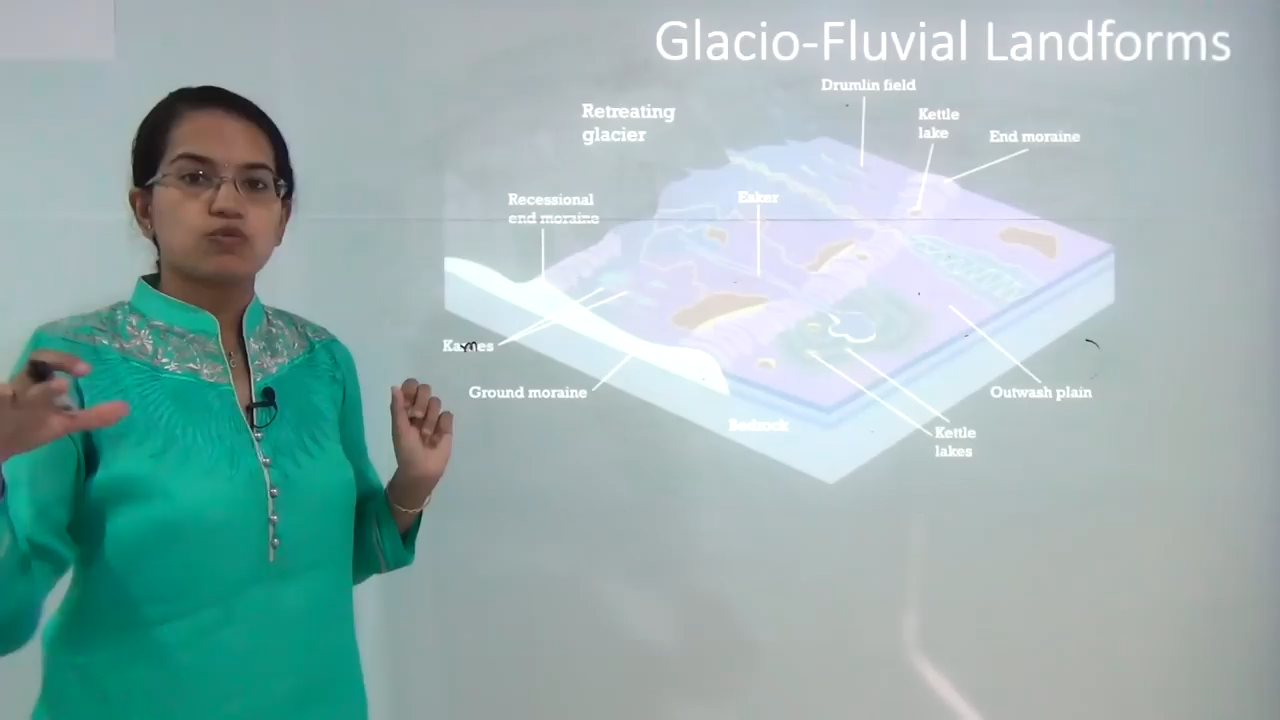 Glacio-Fluvial Landforms
Drumlin field
Retreating
glacier
Kettle
lake
End moraine
Recessional
end moraine
Esker
Kames
Ground moraine
Outwash plain
Bedrock
Kettle
lakes